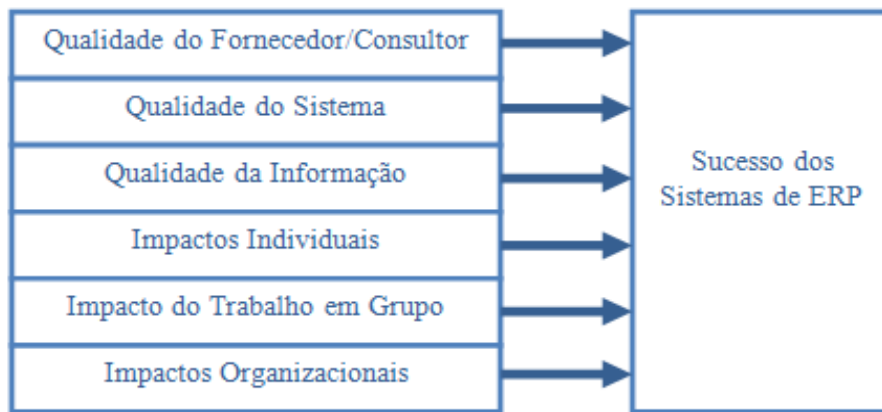 Qualidade do Fornecedor/Consultor
Qualidade do Sistema
Qualidade da Informação
Impactos Individuais
Impacto do Trabalho em Grupo
Impactos Organizacionais
Sucesso dos
Sistemas de ERP